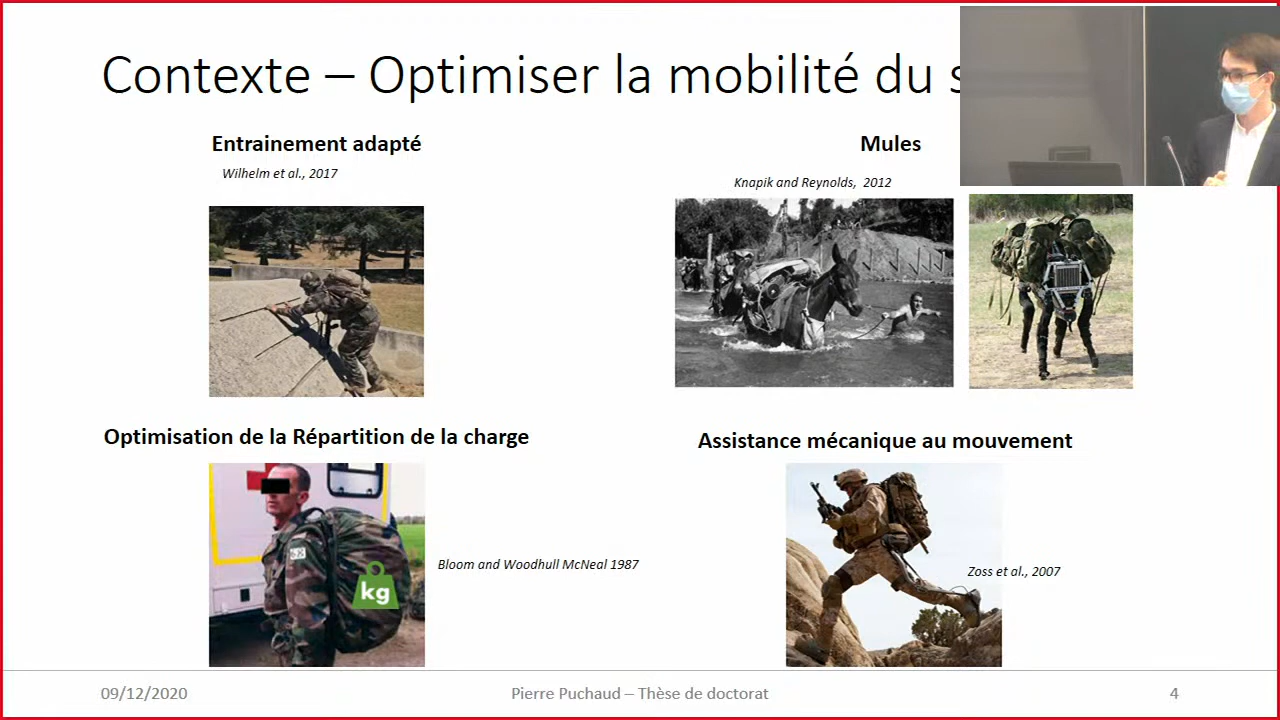 Contexte – Optimiser la mobilité du s
Entrainement adapté
Wilhelm et al., 2017
Mules
Knapik and Reynolds, 2012
Optimisation de la Répartition de la charge
Bloom and Woodhull McNeal 1987
kg
Assistance mécanique au mouvement
Zoss et al., 2007
09/12/2020
Pierre Puchaud – Thèse de doctorat
4